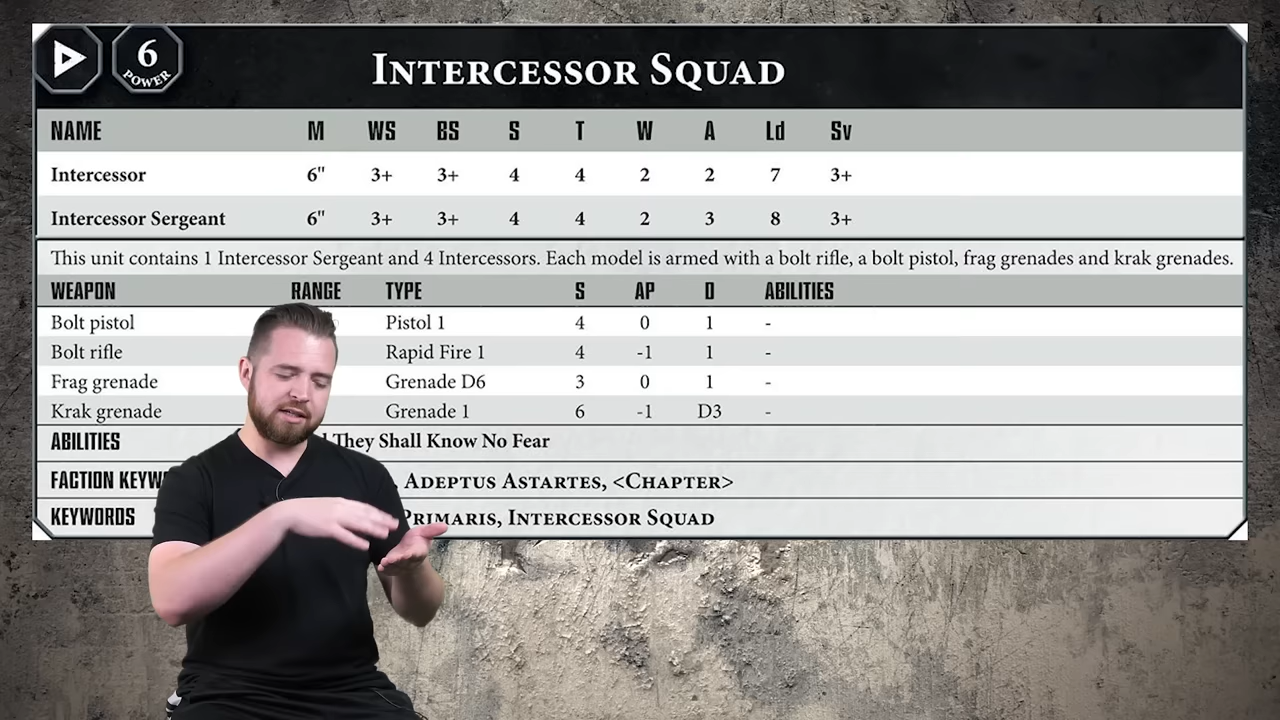 6
POWER
INTERCESSOR SQUAD
NAME M WS BS S T W A Ld Sv
Intercessor 6" 3+ 3+ 4 4 2 2 7 3+
Intercessor Sergeant 6" 3+ 3+ 4 4 2 3 8 3+
This unit contains 1 Intercessor Sergeant and 4 Intercessors. Each model is armed with a bolt rifle, a bolt pistol, frag grenades and krak grenades.
WEAPON RANGE TYPE S AP D ABILITIES
Bolt pistol Pistol 1 4 0 1 -
Bolt rifle Rapid Fire 1 4 -1 1 -
Frag grenade Grenade D6 3 0 1 -
Krak grenade Grenade 1 6 -1 D3 -
ABILITIES They Shall Know No Fear
FACTION ADEPTUS ASTARTES, <CHAPTER>
KEYWORDS PRIMARIS, INTERCESSOR SQUAD